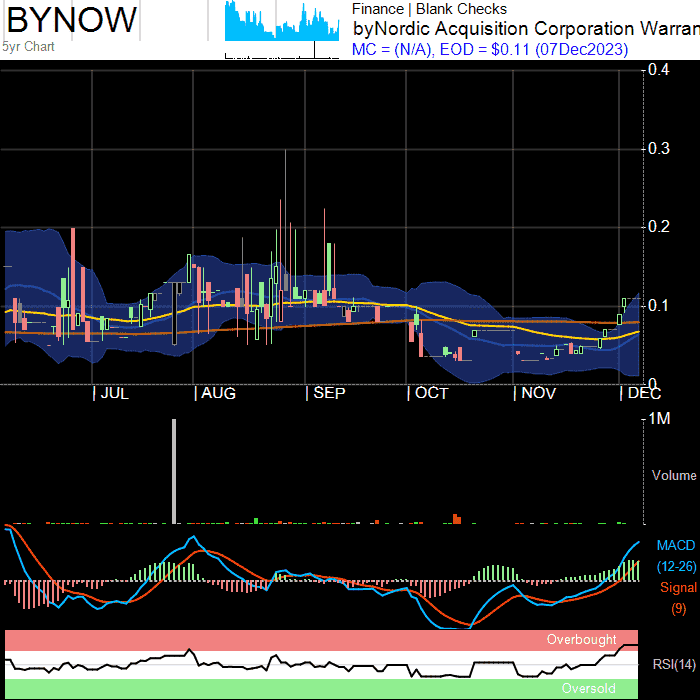 BYNOW
5yr Chart
Finance | Blank Checks
byNordic Acquisition Corporation Warran
MC = (N/A), EOD = $0.11 (07Dec2023)
0.4
0.3
0.2
0.1
0
JUL AUG SEP OCT NOV DEC
1M
Volume
MACD
(12-26)
Signal
(9)
Overbought
RSI(14)
Oversold